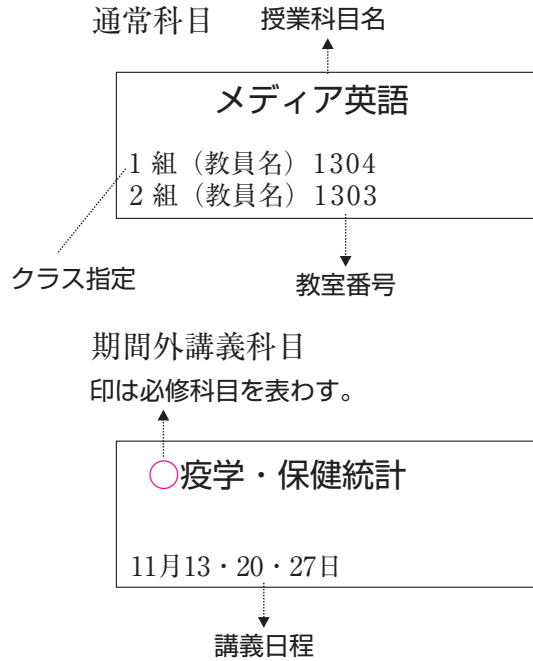 通常科目
授業科目名
メディア英語
1 組（教員名）1304
2 組（教員名）1303
クラス指定
教室番号
期間外講義科目
印は必修科目を表わす。
○疫学・保健統計
11月13・20・27日
講義日程